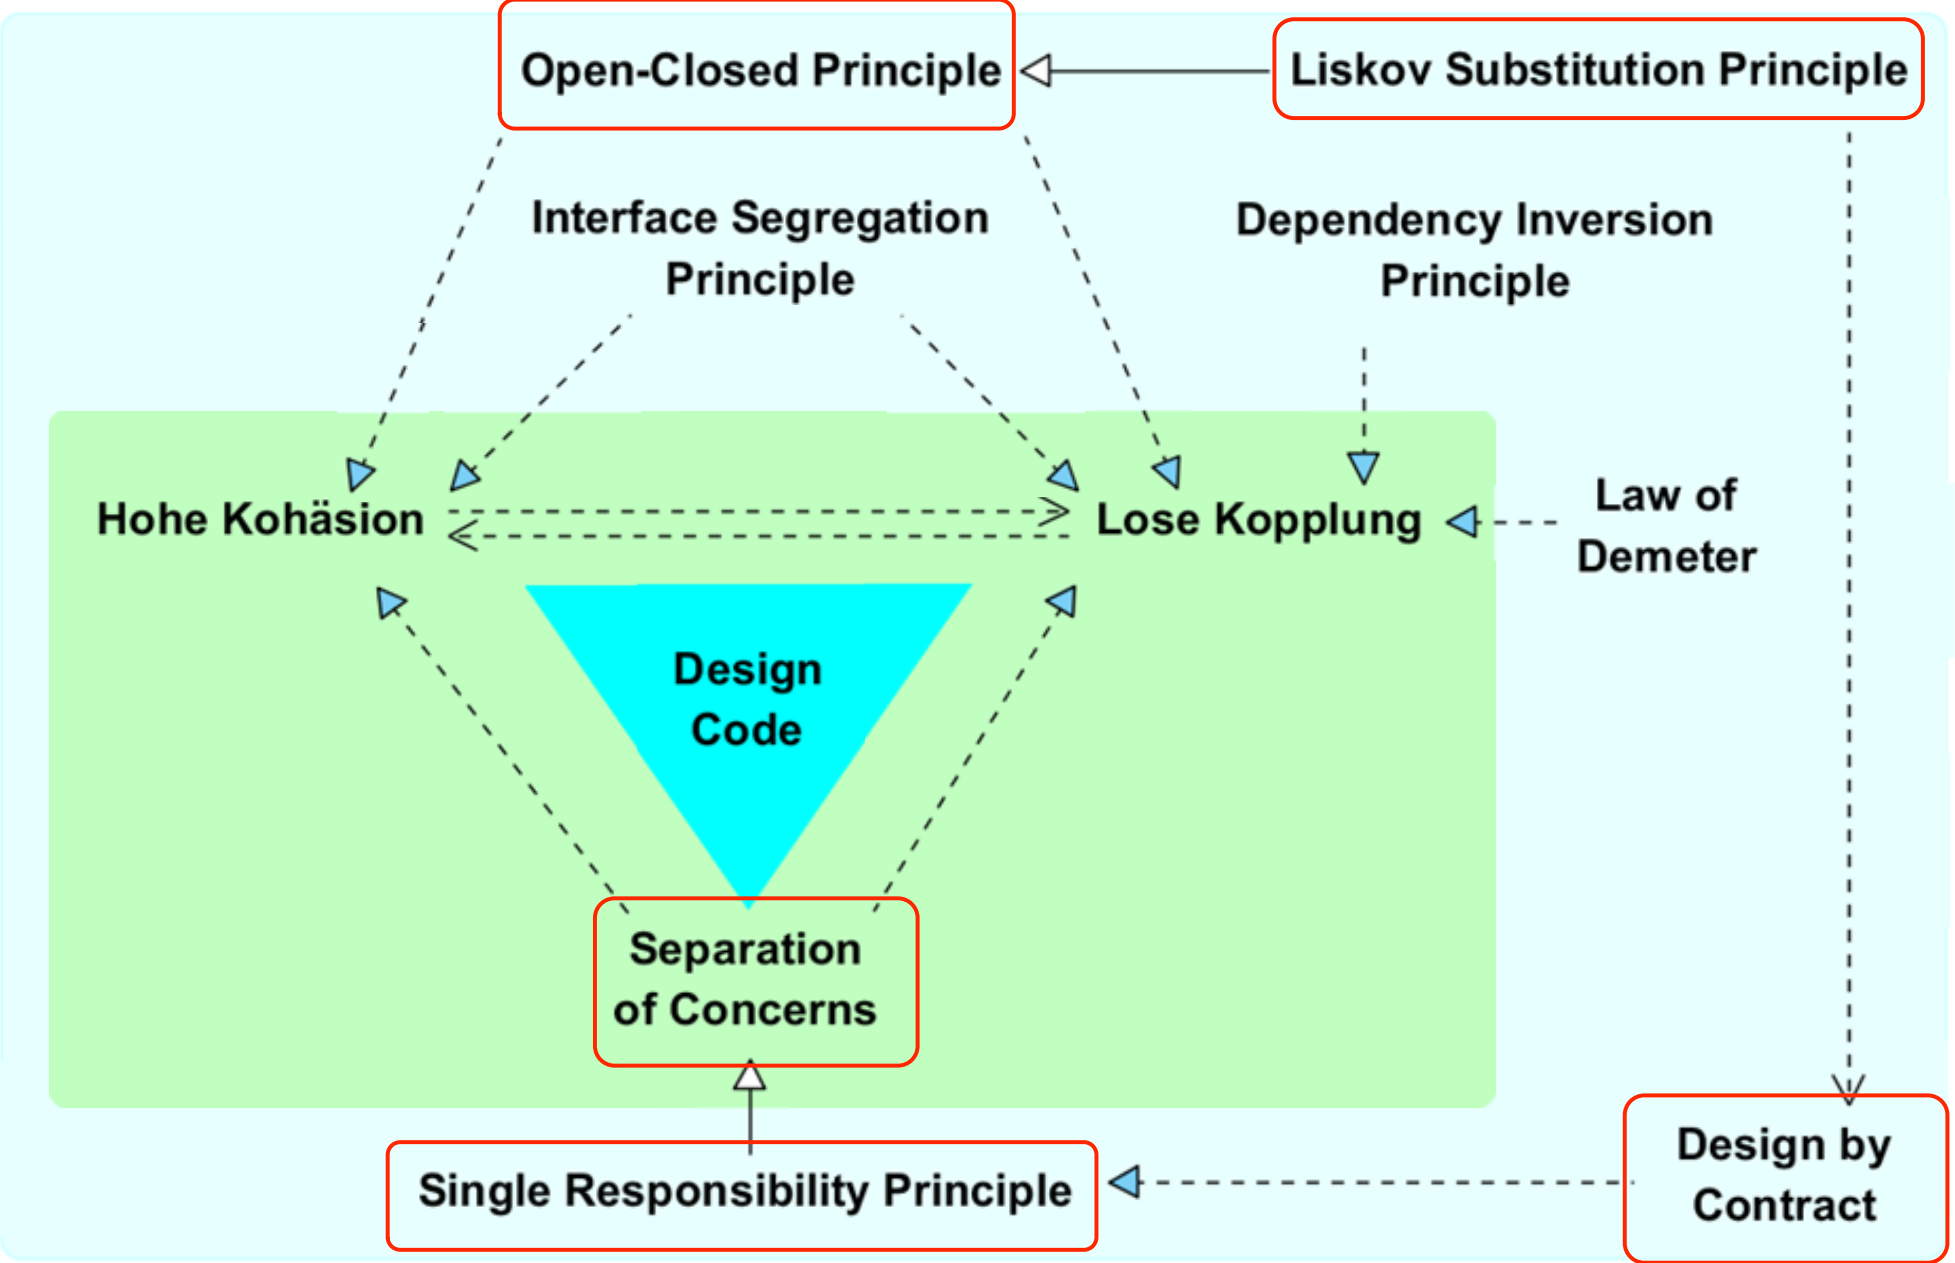 Open-Closed Principle
Liskov Substitution Principle
Interface Segregation
Principle
Dependency Inversion
Principle
Hohe Kohäsion
Lose Kopplung
Law of
Demeter
Design
Code
Separation
of Concerns
Single Responsibility Principle
Design by
Contract